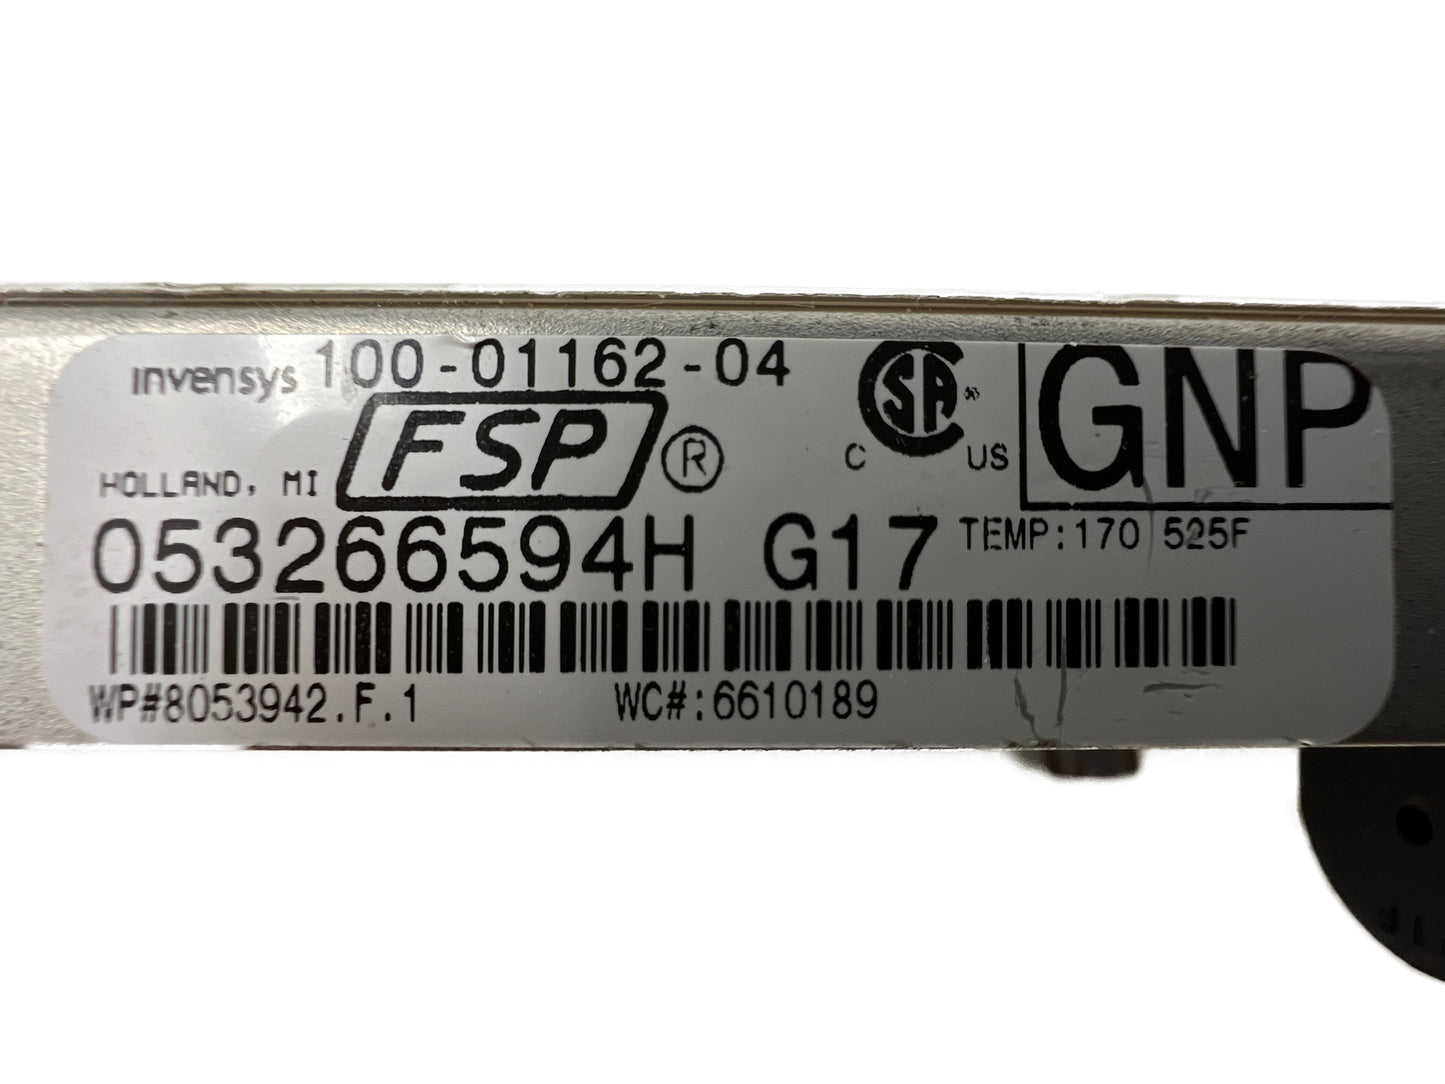 invensys 100-01162-04
FSP ®
HOLLAND, MI
C SA US
GNP
053266594H G17 TEMP:170 525F
WP#8053942.F.1 WC#:6610189